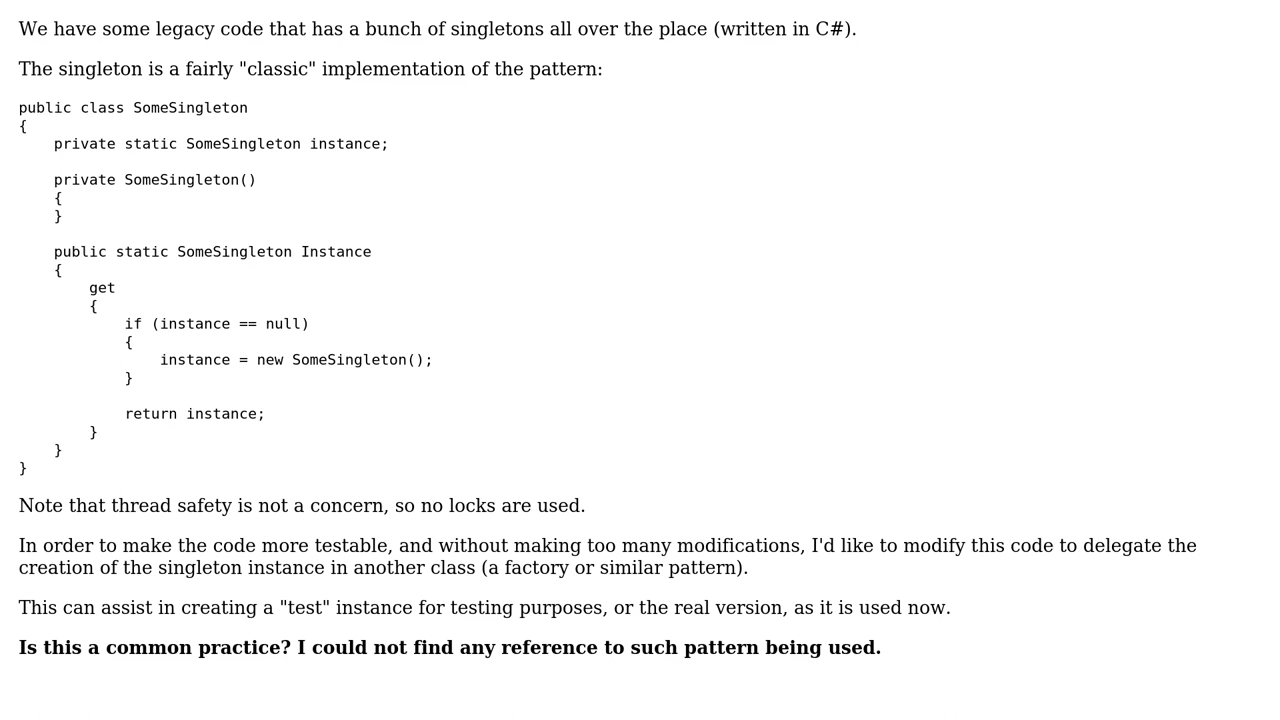 We have some legacy code that has a bunch of singletons all over the place (written in C#).
The singleton is a fairly "classic" implementation of the pattern:
public class SomeSingleton
{
    private static SomeSingleton instance;

    private SomeSingleton()
    {
    }

    public static SomeSingleton Instance
    {
        get
        {
            if (instance == null)
            {
                instance = new SomeSingleton();
            }

            return instance;
        }
    }
}
Note that thread safety is not a concern, so no locks are used.
In order to make the code more testable, and without making too many modifications, I'd like to modify this code to delegate the
creation of the singleton instance in another class (a factory or similar pattern).
This can assist in creating a "test" instance for testing purposes, or the real version, as it is used now.
Is this a common practice? I could not find any reference to such pattern being used.